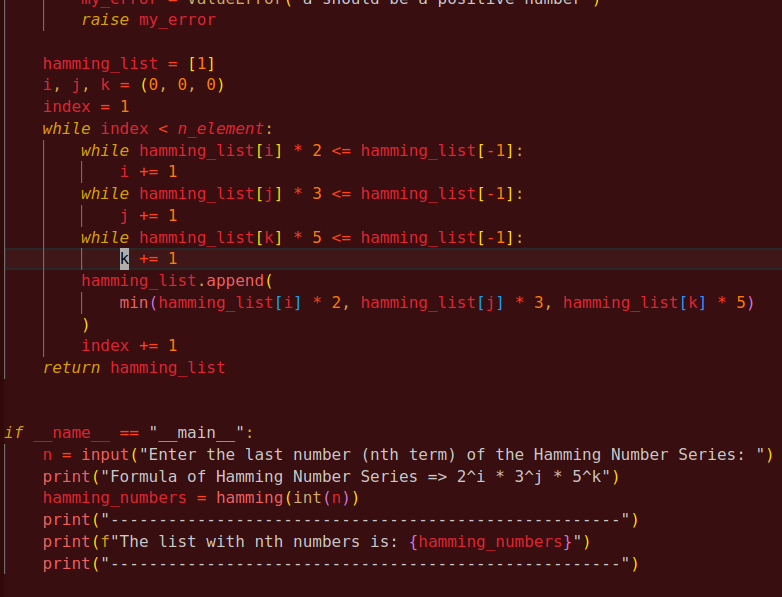 my_error = ValueError("a should be a positive number")
raise my_error
hamming_list = [1]
i, j, k = (0, 0, 0)
index = 1
while index < n_element:
while hamming_list[i] * 2 <= hamming_list[-1]:
i += 1
while hamming_list[j] * 3 <= hamming_list[-1]:
j += 1
while hamming_list[k] * 5 <= hamming_list[-1]:
k += 1
hamming_list.append(
min(hamming_list[i] * 2, hamming_list[j] * 3, hamming_list[k] * 5)
)
index += 1
return hamming_list
if __name__ == "__main__":
n = input("Enter the last number (nth term) of the Hamming Number Series: ")
print("Formula of Hamming Number Series => 2^i * 3^j * 5^k")
hamming_numbers = hamming(int(n))
print("-----------------------------------------------------")
print(f"The list with nth numbers is: {hamming_numbers}")
print("-----------------------------------------------------")